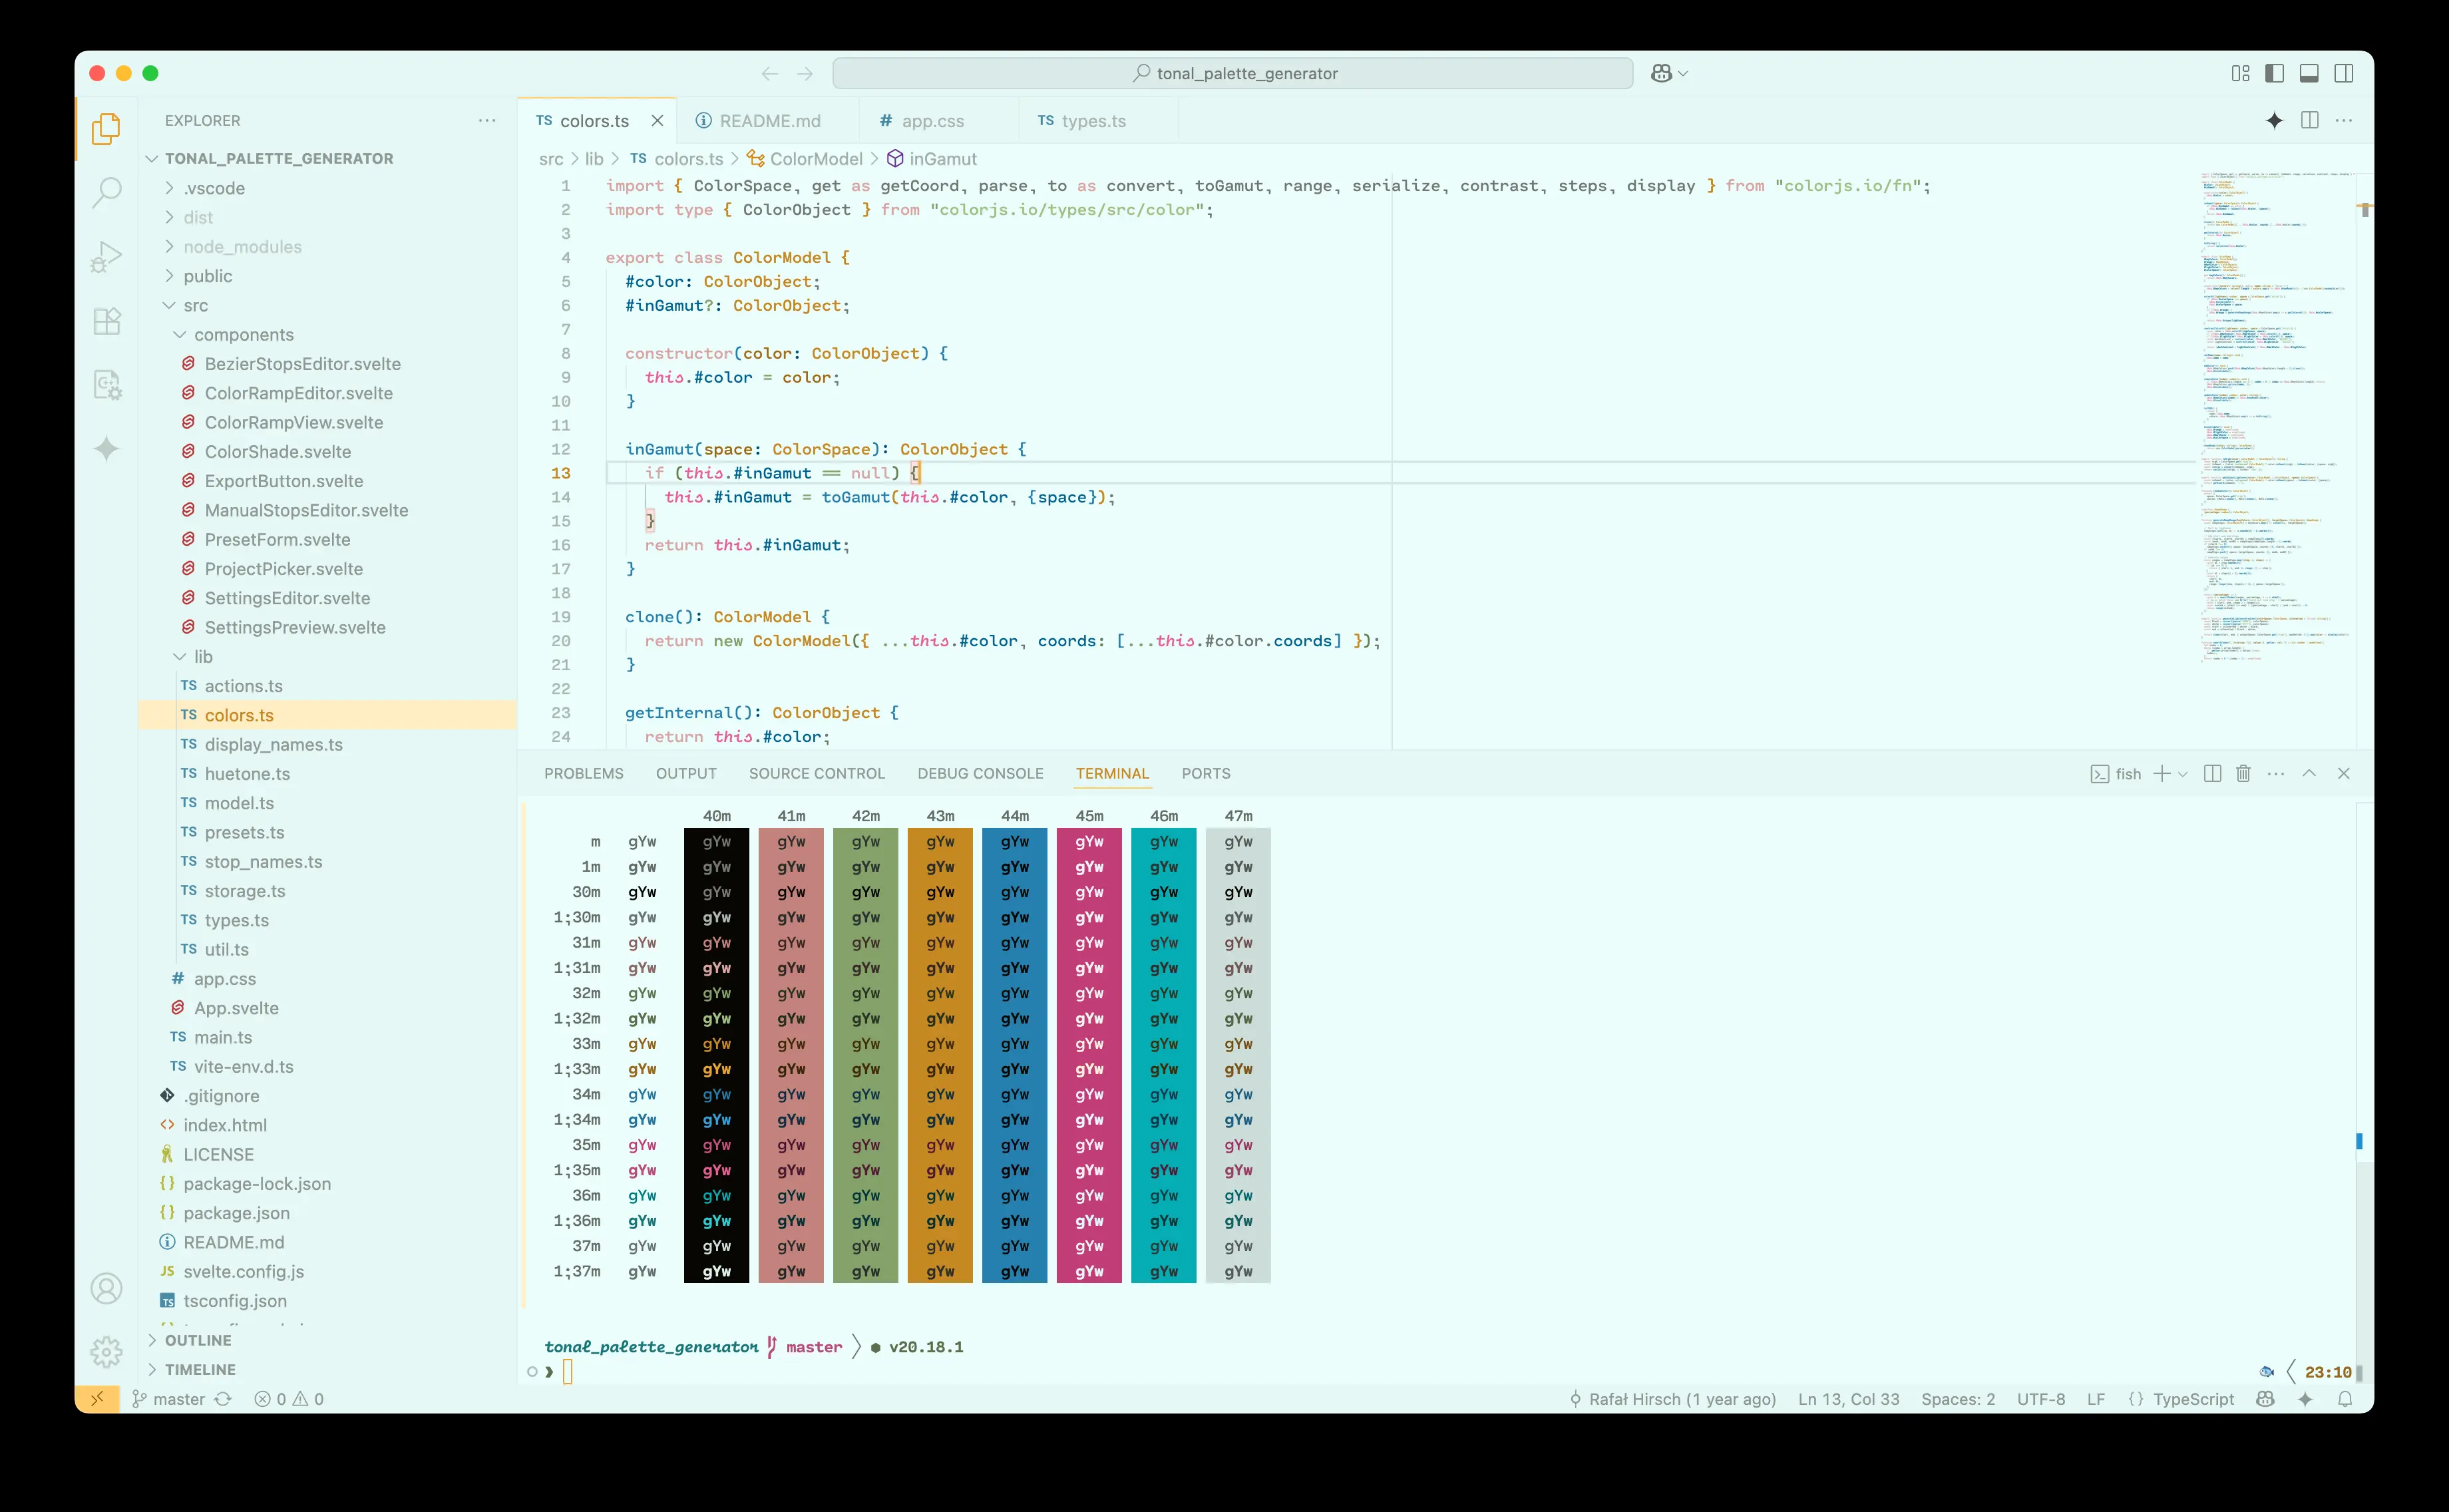 tonal_palette_generator
EXPLORER
TONAL_PALETTE_GENERATOR
.vscode
dist
node_modules
public
src
components
BezierStopsEditor.svelte
ColorRampEditor.svelte
ColorRampView.svelte
ColorShade.svelte
ExportButton.svelte
ManualStopsEditor.svelte
PresetForm.svelte
ProjectPicker.svelte
SettingsEditor.svelte
SettingsPreview.svelte
lib
TS actions.ts
TS colors.ts
TS display_names.ts
TS huetone.ts
TS model.ts
TS presets.ts
TS stop_names.ts
TS storage.ts
TS types.ts
TS util.ts
# app.css
App.svelte
TS main.ts
TS vite-env.d.ts
.gitignore
<> index.html
LICENSE
{} package-lock.json
{} package.json
README.md
JS svelte.config.js
TS tsconfig.json
OUTLINE
TIMELINE
TS colors.ts README.md # app.css TS types.ts
src > lib > TS colors.ts > ColorModel > inGamut
1 import { ColorSpace, get as getCoord, parse, to as convert, toGamut, range, serialize, contrast, steps, display } from "colorjs.io/fn";
2 import type { ColorObject } from "colorjs.io/types/src/color";
3
4 export class ColorModel {
5 #color: ColorObject;
6 #inGamut?: ColorObject;
7
8 constructor(color: ColorObject) {
9 this.#color = color;
10 }
11
12 inGamut(space: ColorSpace): ColorObject {
13 if (this.#inGamut == null) {
14 this.#inGamut = toGamut(this.#color, {space});
15 }
16 return this.#inGamut;
17 }
18
19 clone(): ColorModel {
20 return new ColorModel({ ...this.#color, coords: [...this.#color.coords] });
21 }
22
23 getInternal(): ColorObject {
24 return this.#color;
PROBLEMS OUTPUT SOURCE CONTROL DEBUG CONSOLE TERMINAL PORTS fish
40m 41m 42m 43m 44m 45m 46m 47m
m gYw gYw gYw gYw gYw gYw gYw gYw gYw
1m gYw gYw gYw gYw gYw gYw gYw gYw gYw
30m gYw gYw gYw gYw gYw gYw gYw gYw gYw
1;30m gYw gYw gYw gYw gYw gYw gYw gYw gYw
31m gYw gYw gYw gYw gYw gYw gYw gYw gYw
1;31m gYw gYw gYw gYw gYw gYw gYw gYw gYw
32m gYw gYw gYw gYw gYw gYw gYw gYw gYw
1;32m gYw gYw gYw gYw gYw gYw gYw gYw gYw
33m gYw gYw gYw gYw gYw gYw gYw gYw gYw
1;33m gYw gYw gYw gYw gYw gYw gYw gYw gYw
34m gYw gYw gYw gYw gYw gYw gYw gYw gYw
1;34m gYw gYw gYw gYw gYw gYw gYw gYw gYw
35m gYw gYw gYw gYw gYw gYw gYw gYw gYw
1;35m gYw gYw gYw gYw gYw gYw gYw gYw gYw
36m gYw gYw gYw gYw gYw gYw gYw gYw gYw
1;36m gYw gYw gYw gYw gYw gYw gYw gYw gYw
37m gYw gYw gYw gYw gYw gYw gYw gYw gYw
1;37m gYw gYw gYw gYw gYw gYw gYw gYw gYw
tonal_palette_generator master v20.18.1
23:10
master 0 0 Rafał Hirsch (1 year ago) Ln 13, Col 33 Spaces: 2 UTF-8 LF {} TypeScript